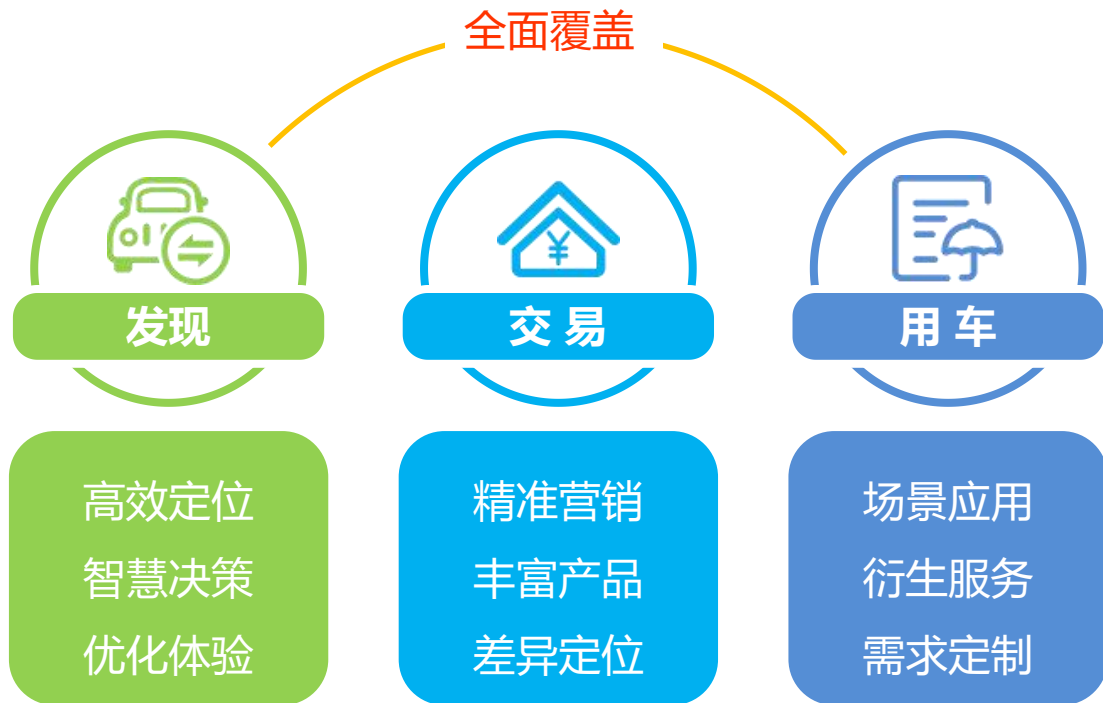 全面覆盖
发现
交 易
用 车
高效定位
智慧决策
优化体验
精准营销
丰富产品
差异定位
场景应用
衍生服务
需求定制